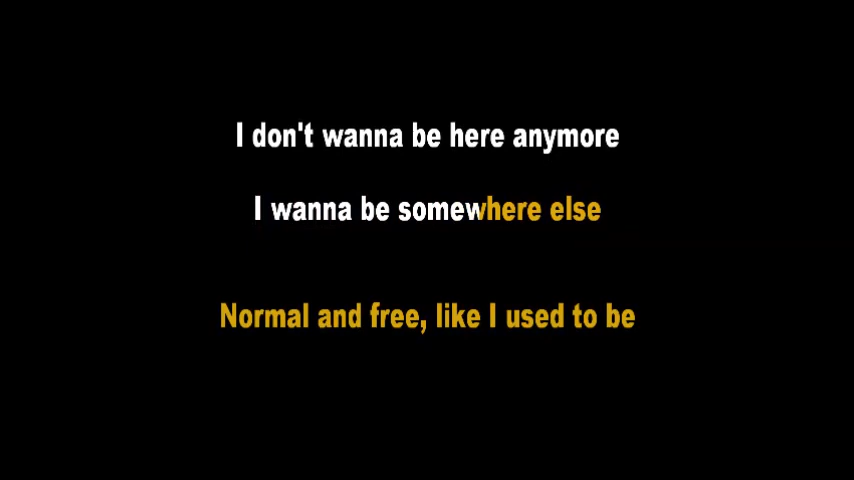 I don't wanna be here anymore
I wanna be somewhere else
Normal and free, like I used to be